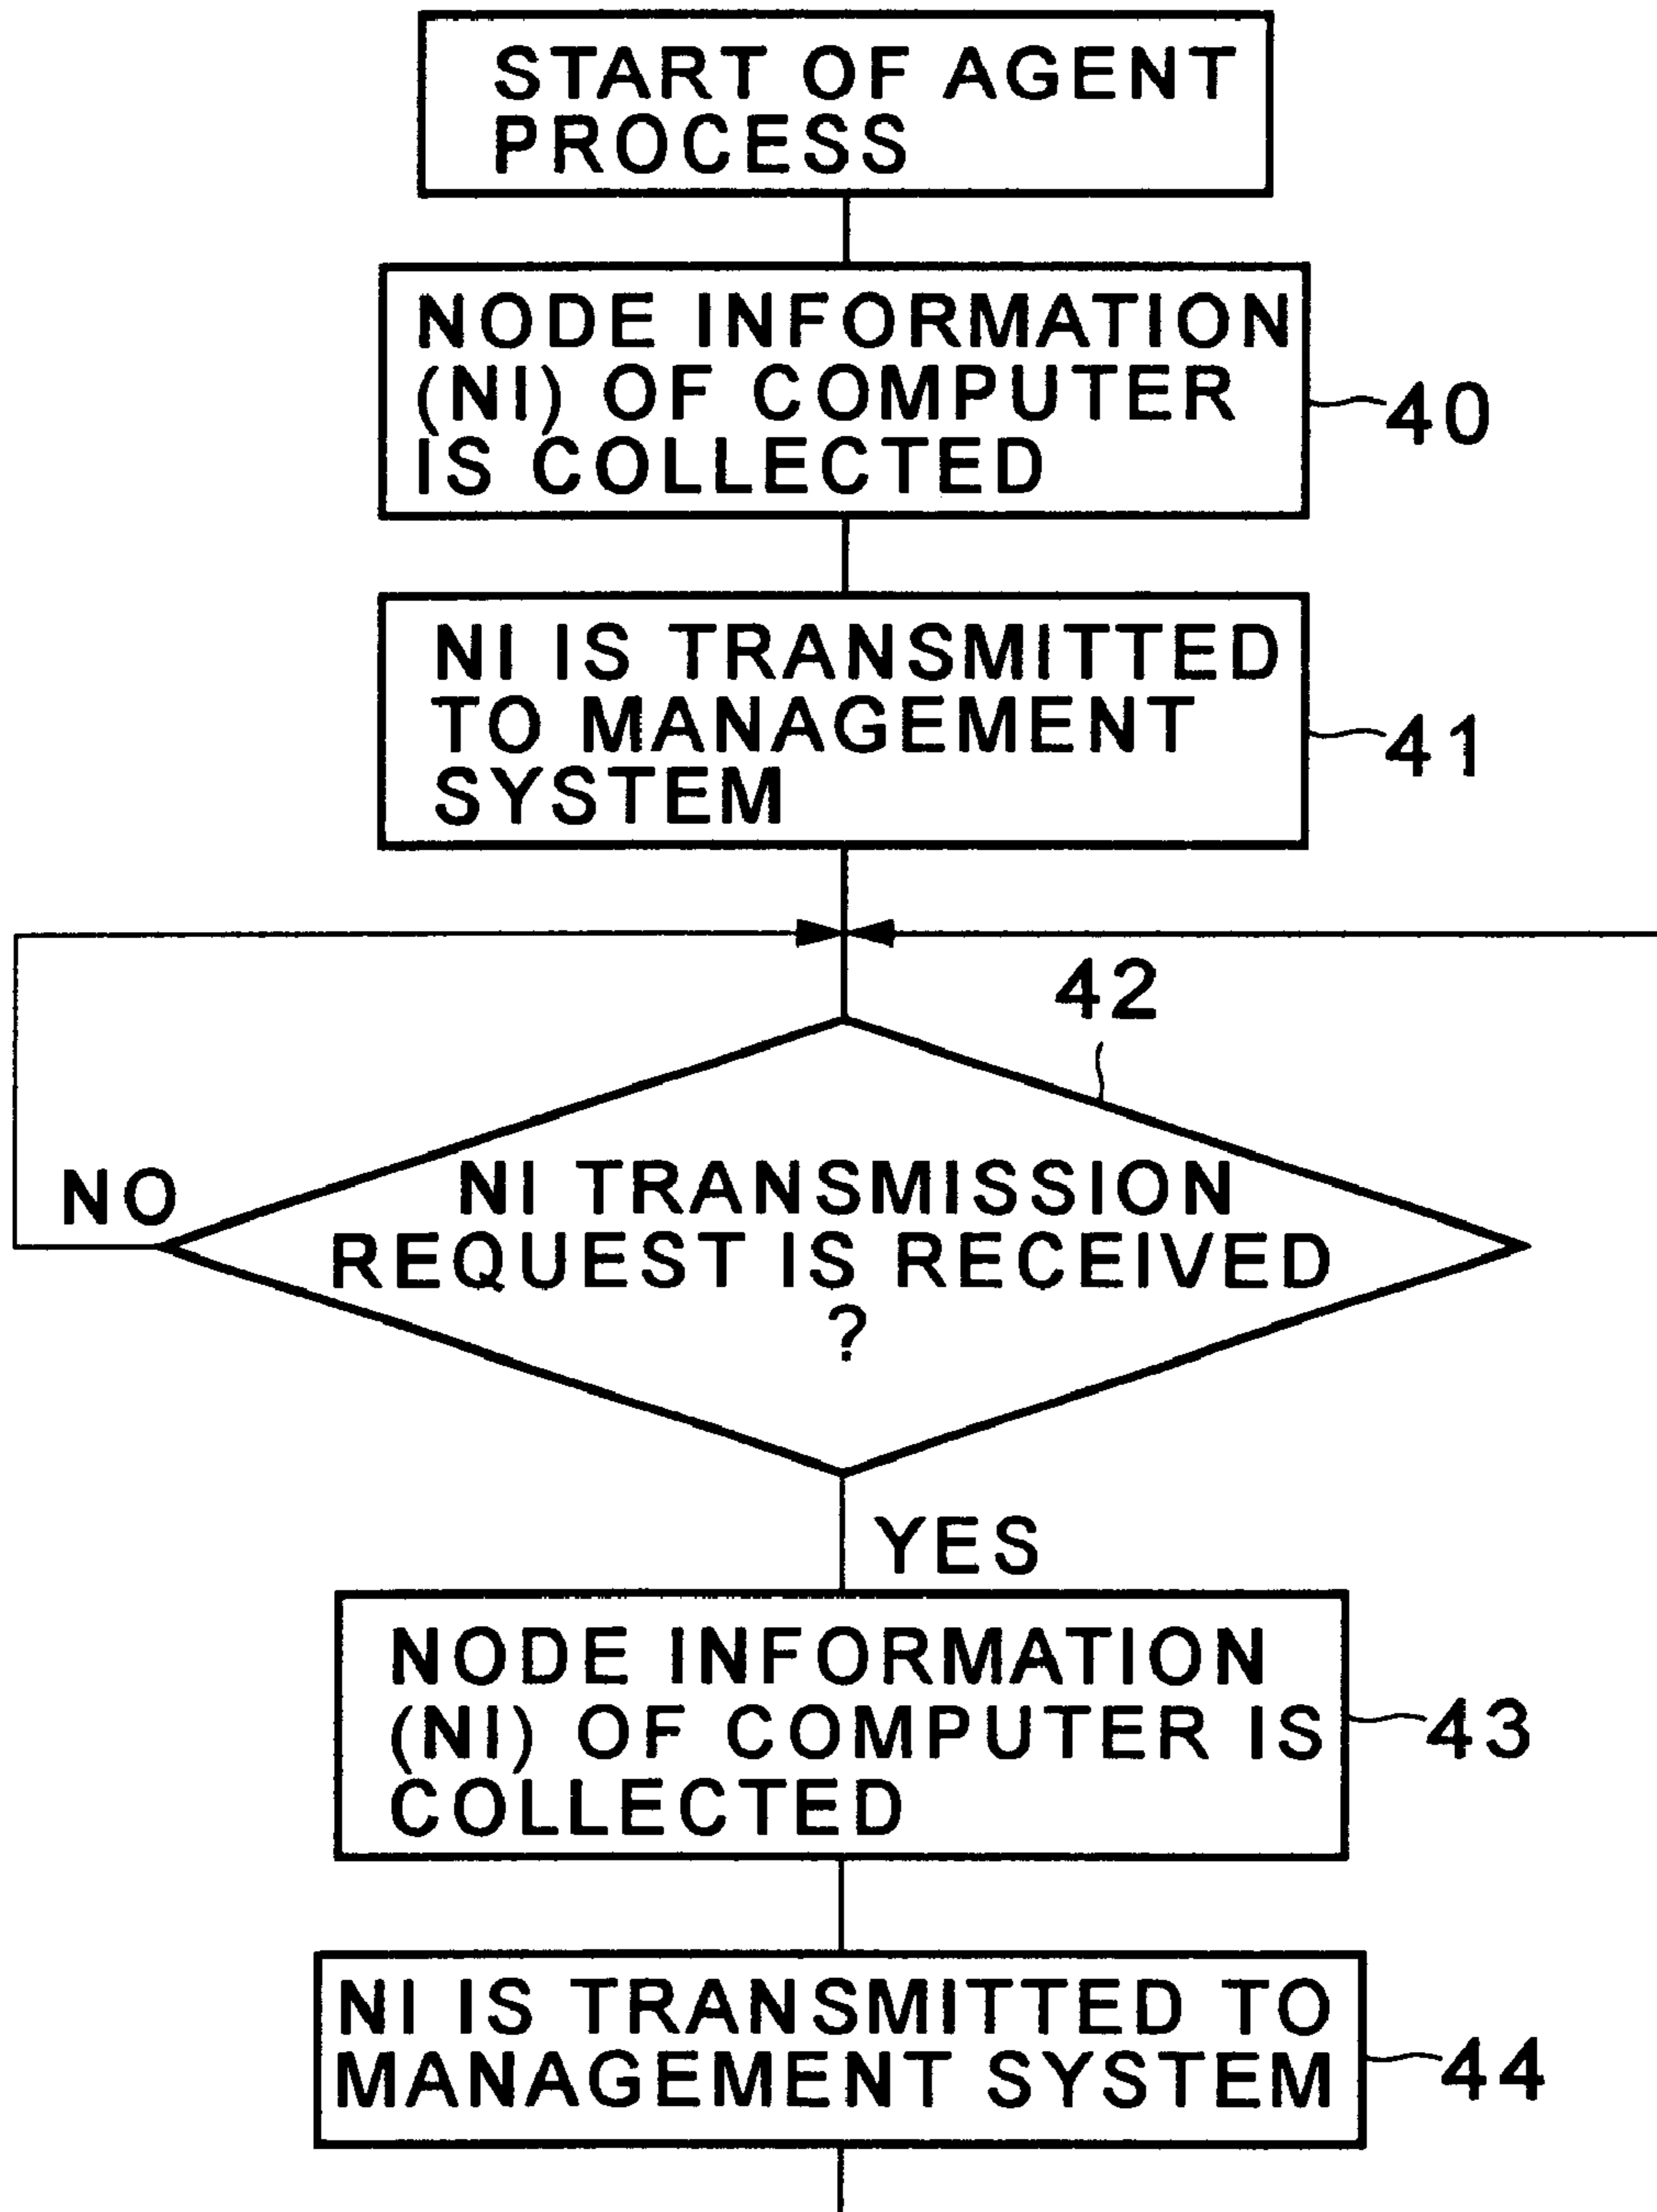 START OF AGENT
PROCESS
NODE INFORMATION
(NI) OF COMPUTER
IS COLLECTED
40
NI IS TRANSMITTED
TO MANAGEMENT
SYSTEM
41
42
NO
NI TRANSMISSION
REQUEST IS RECEIVED
?
YES
NODE INFORMATION
(NI) OF COMPUTER IS
COLLECTED
43
NI IS TRANSMITTED TO
MANAGEMENT SYSTEM
44